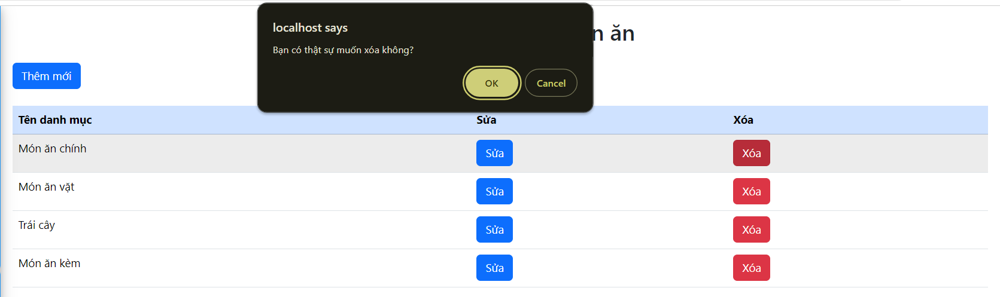 localhost says
Bạn có thật sự muốn xóa không?
OK Cancel
n ăn
Thêm mới
Tên danh mục Sửa Xóa
Món ăn chính Sửa Xóa
Món ăn vặt Sửa Xóa
Trái cây Sửa Xóa
Món ăn kèm Sửa Xóa